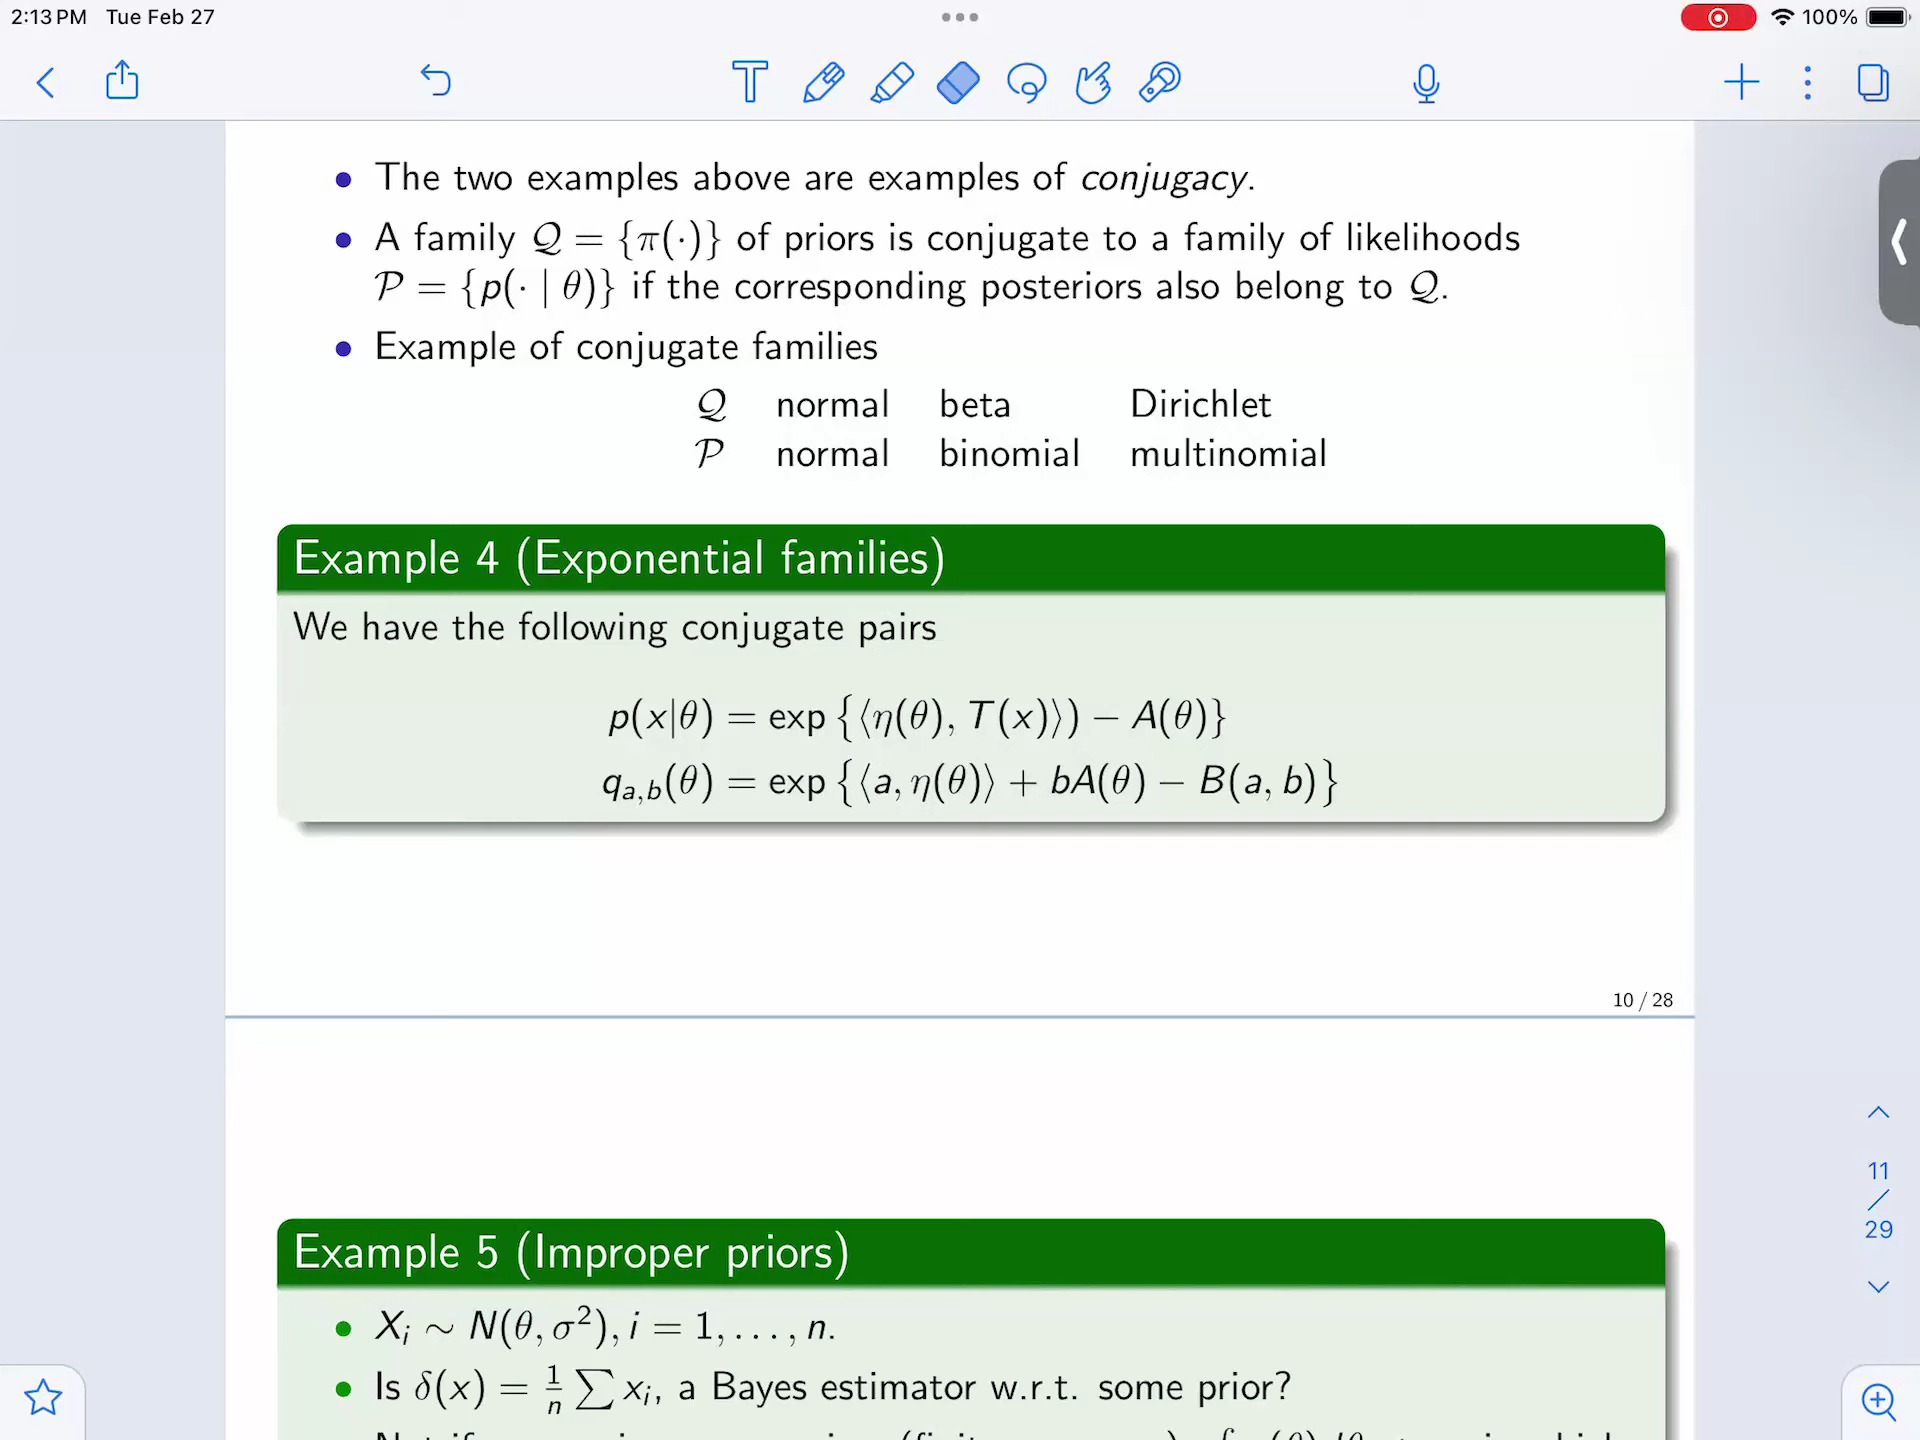 2:13 PM Tue Feb 27
100%
• The two examples above are examples of conjugacy.
• A family 𝒬 = {π(·)} of priors is conjugate to a family of likelihoods
𝒫 = {p(· | θ)} if the corresponding posteriors also belong to 𝒬.
• Example of conjugate families
𝒬 normal beta Dirichlet
𝒫 normal binomial multinomial
Example 4 (Exponential families)
We have the following conjugate pairs
p(x|θ) = exp {⟨η(θ), T(x)⟩) − A(θ)}
q_{a,b}(θ) = exp {⟨a, η(θ)⟩ + bA(θ) − B(a, b)}
10 / 28
11 / 29
Example 5 (Improper priors)
• X_i ∼ N(θ, σ²), i = 1, . . . , n.
• Is δ(x) = 1/n ∑ x_i, a Bayes estimator w.r.t. some prior?